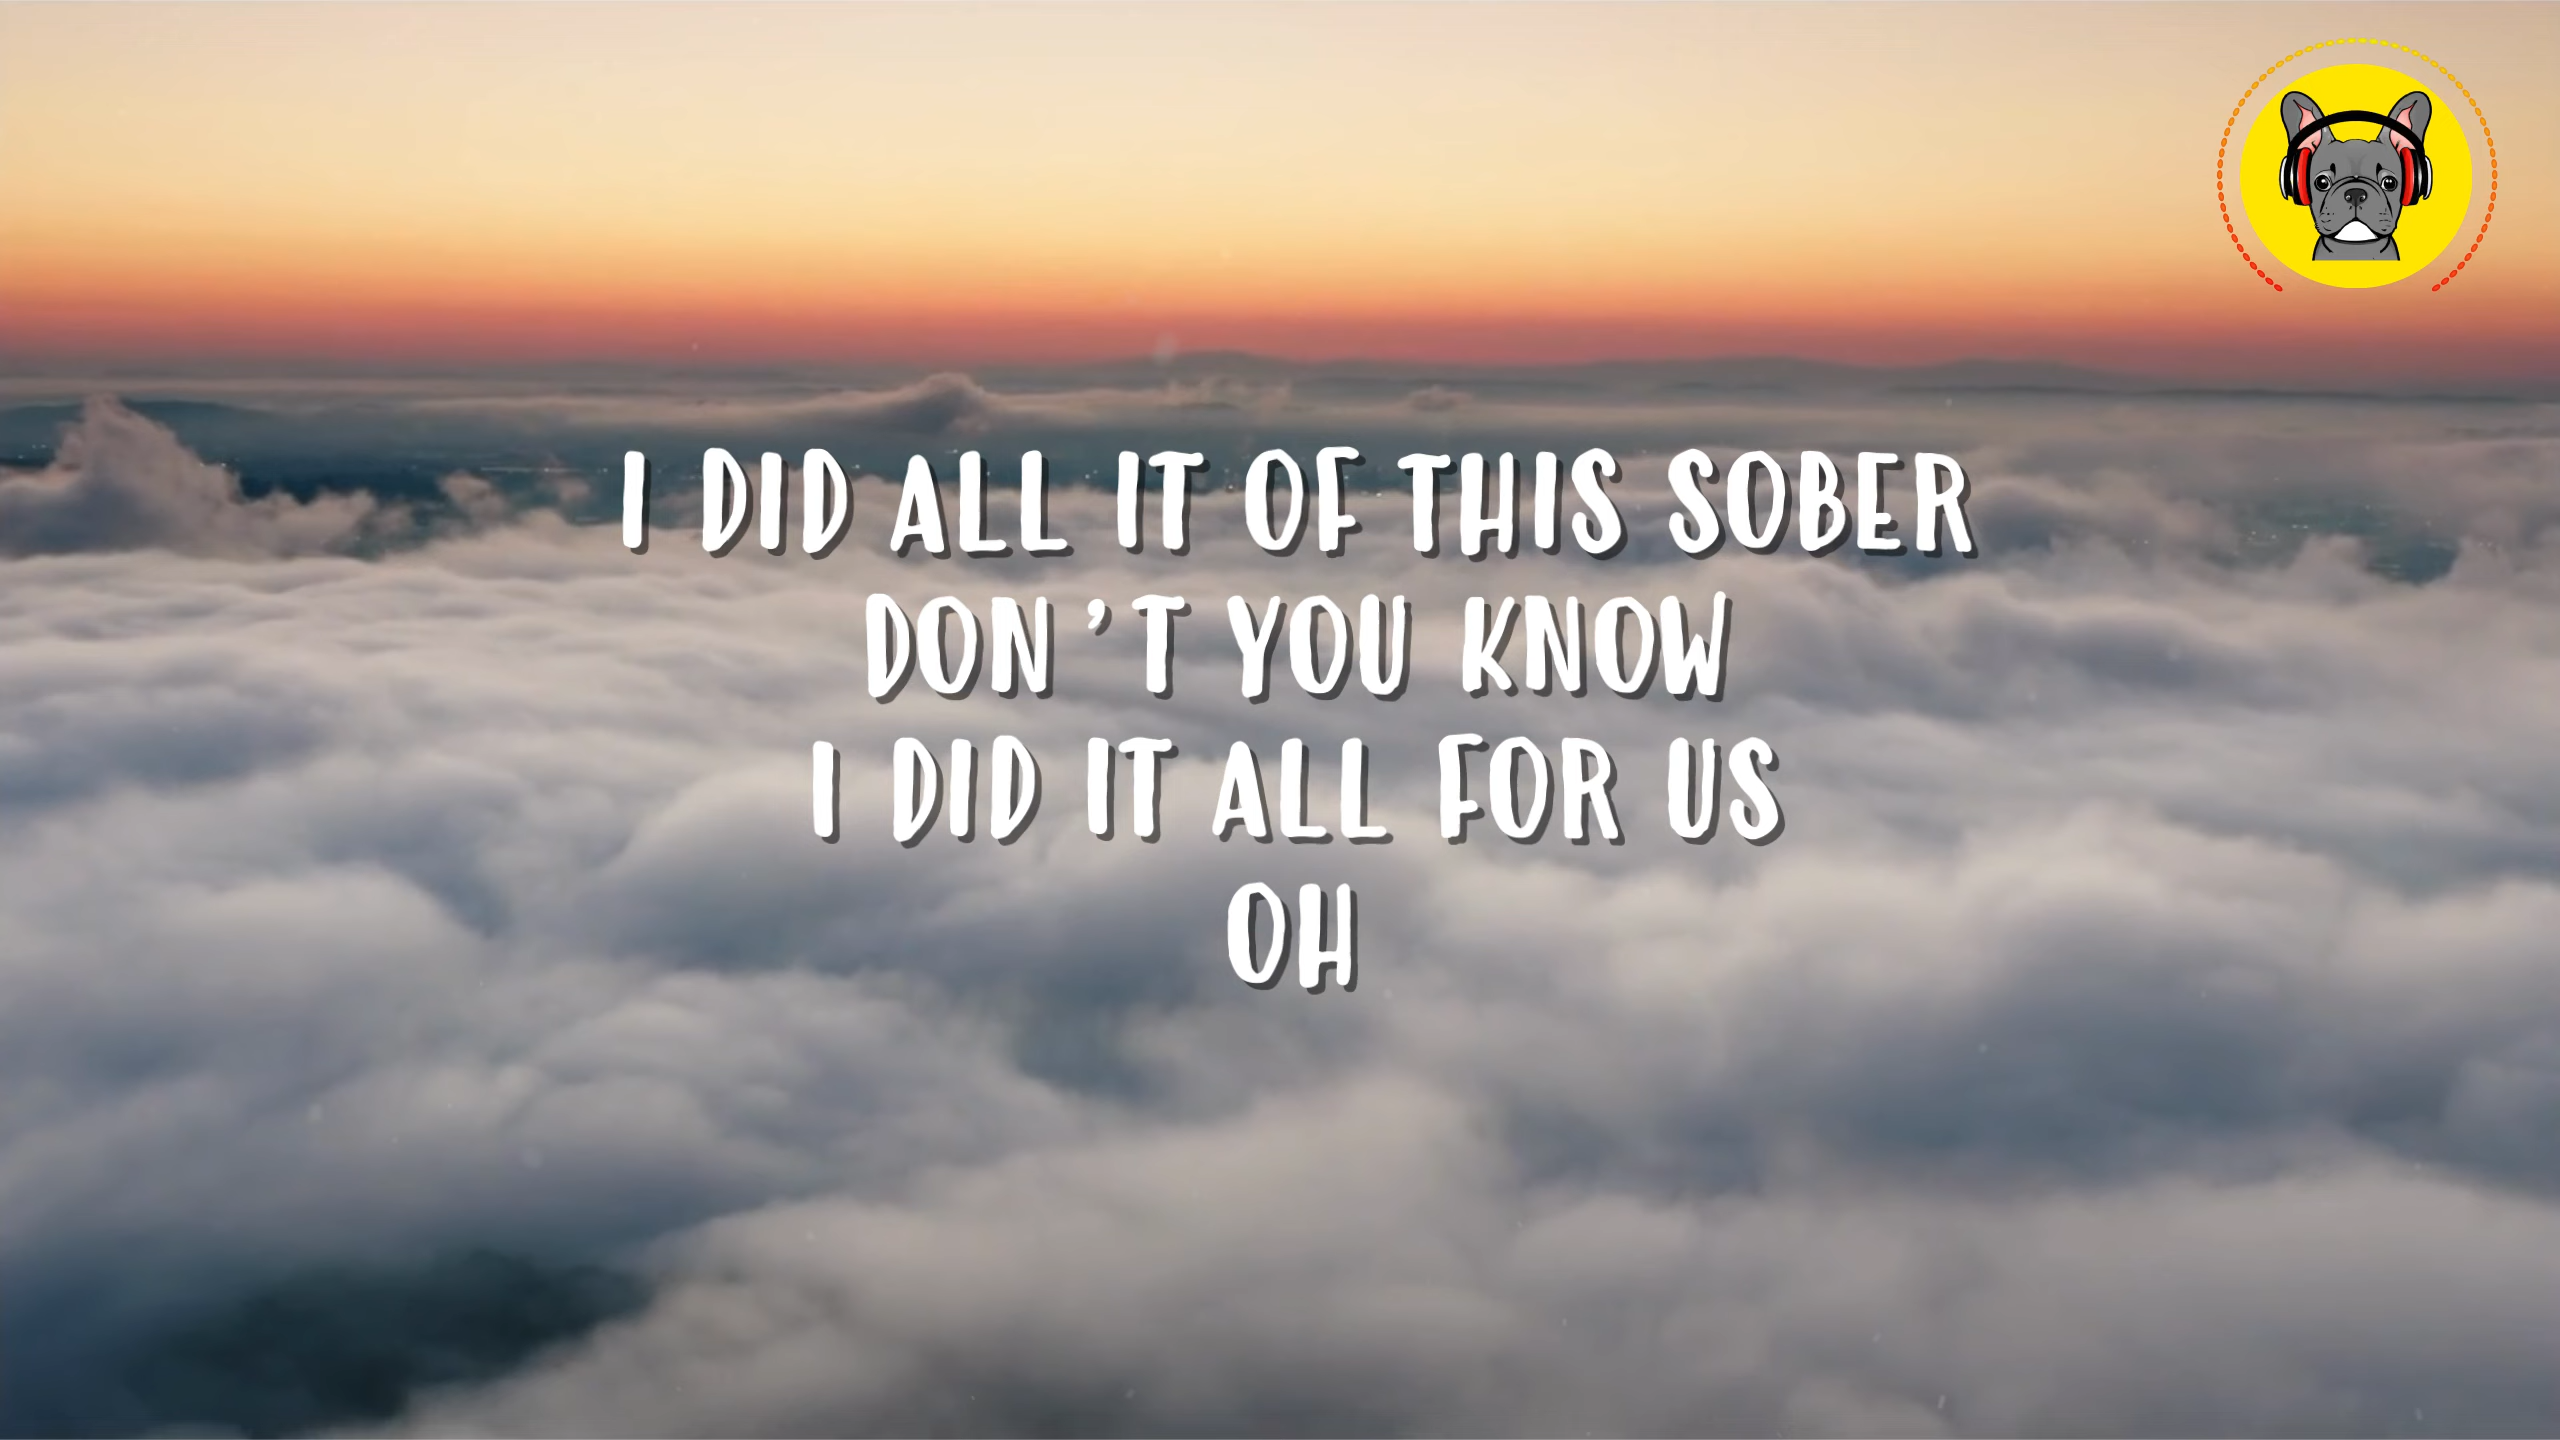 I DID ALL IT OF THIS SOBER
DON'T YOU KNOW
I DID IT ALL FOR US
OH